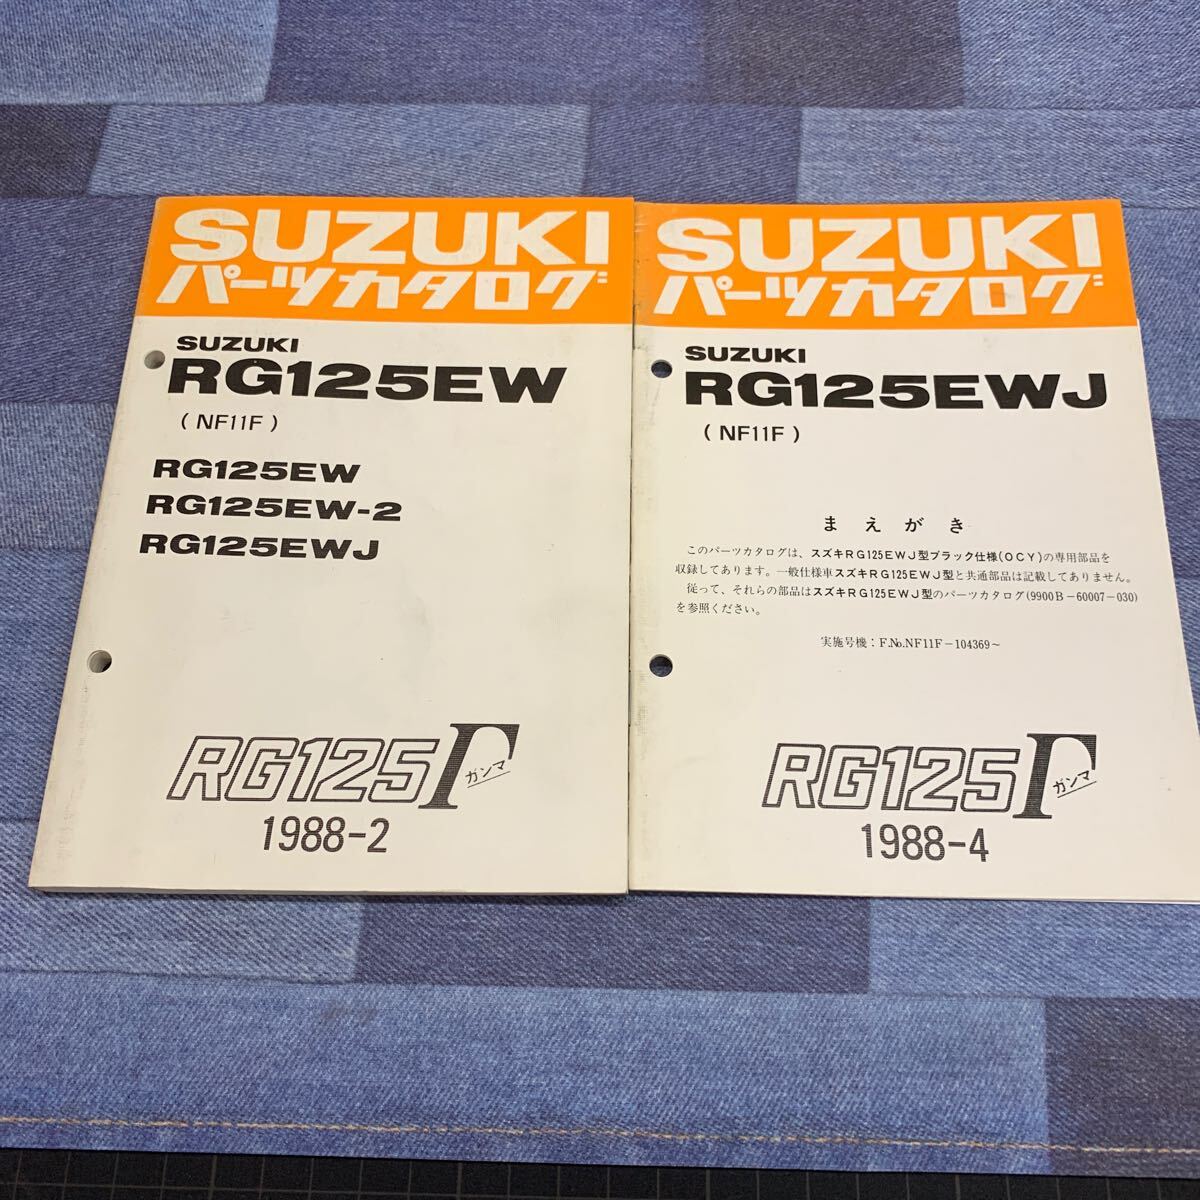 SUZUKI
パーツカタログ
SUZUKI
RG125EW
(NF11F)
RG125EW
RG125EW-2
RG125EWJ
RG125Γ
ガンマ
1988-2
SUZUKI
パーツカタログ
SUZUKI
RG125EWJ
(NF11F)
まえがき
このパーツカタログは、スズキRG125EWJ型ブラック仕様(OCY)の専用部品を
収録してあります。一般仕様車スズキRG125EWJ型と共通部品は記載してありません。
従って、それらの部品はスズキRG125EWJ型のパーツカタログ(9900B-60007-030)
を参照ください。
実施号機:F.No.NF11F-104369~
RG125Γ
ガンマ
1988-4